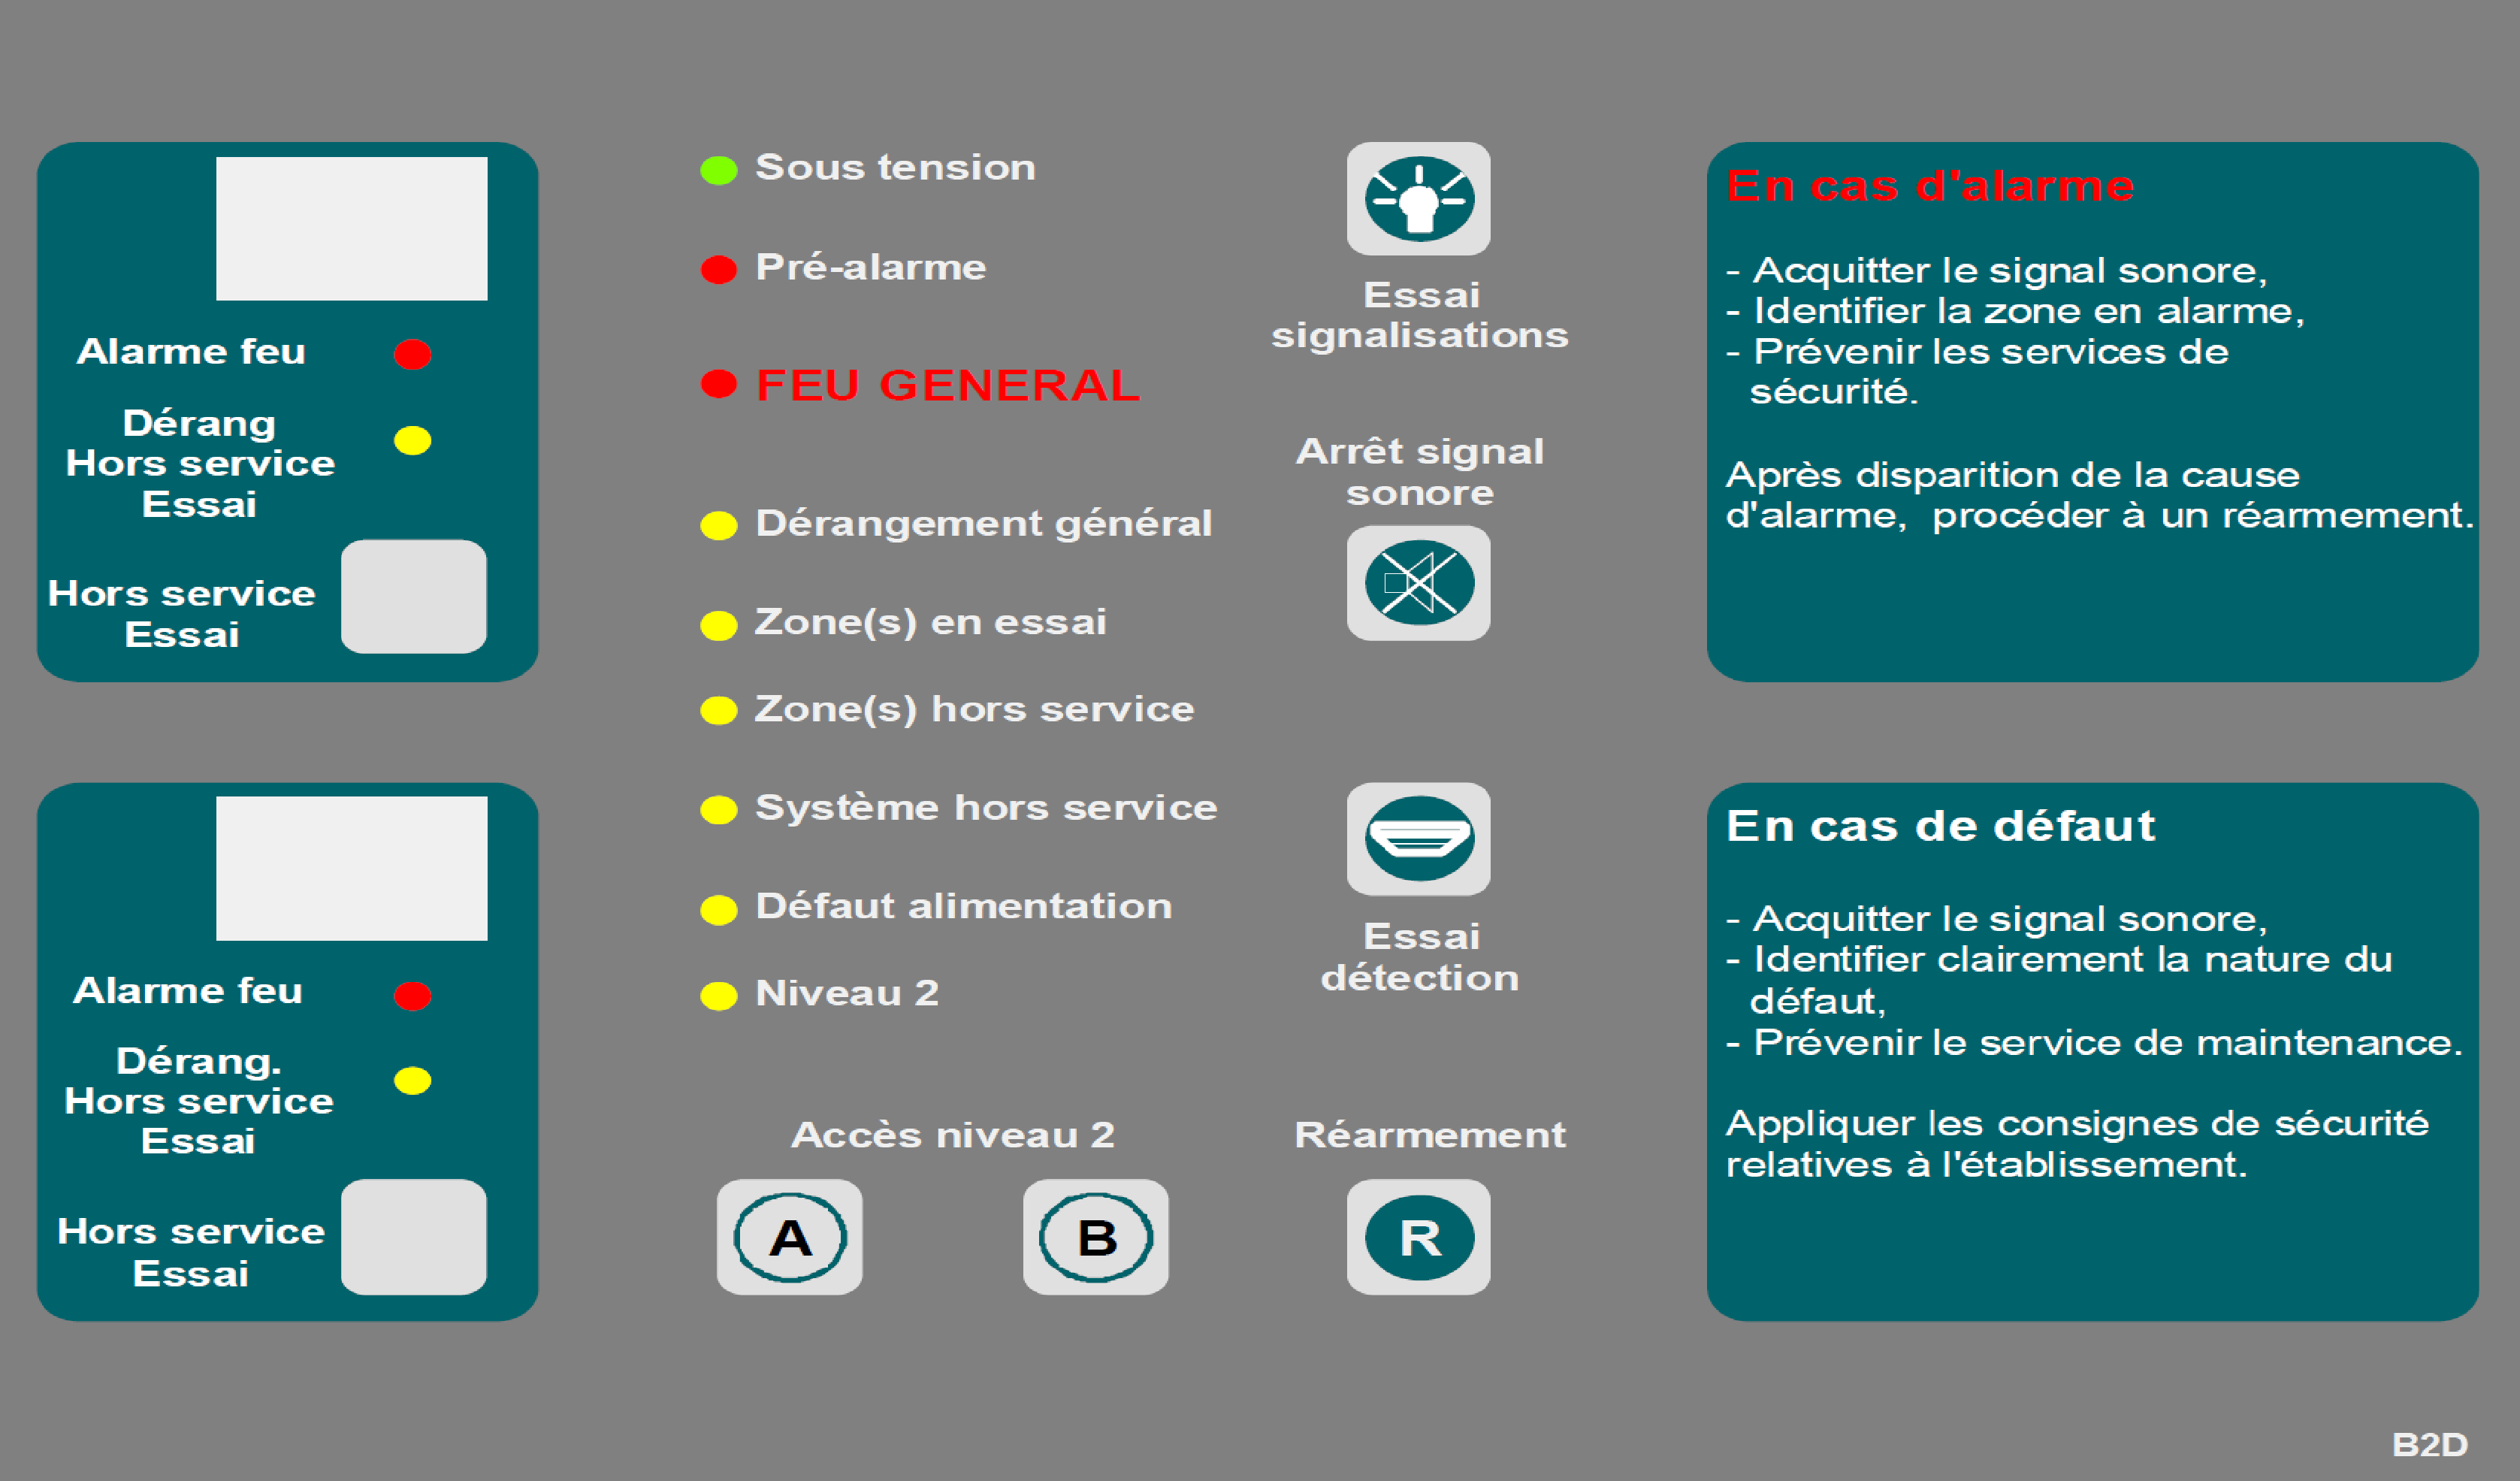 Alarme feu
Dérang
Hors service
Essai
Hors service
Essai
Alarme feu
Dérang.
Hors service
Essai
Hors service
Essai
Sous tension
Pré-alarme
FEU GENERAL
Dérangement général
Zone(s) en essai
Zone(s) hors service
Système hors service
Défaut alimentation
Niveau 2
Accès niveau 2
A
B
Essai
signalisations
Arrêt signal
sonore
Essai
détection
Réarmement
R
En cas d'alarme
- Acquitter le signal sonore,
- Identifier la zone en alarme,
- Prévenir les services de
sécurité.
Après disparition de la cause
d'alarme, procéder à un réarmement.
En cas de défaut
- Acquitter le signal sonore,
- Identifier clairement la nature du
défaut,
- Prévenir le service de maintenance.
Appliquer les consignes de sécurité
relatives à l'établissement.
B2D